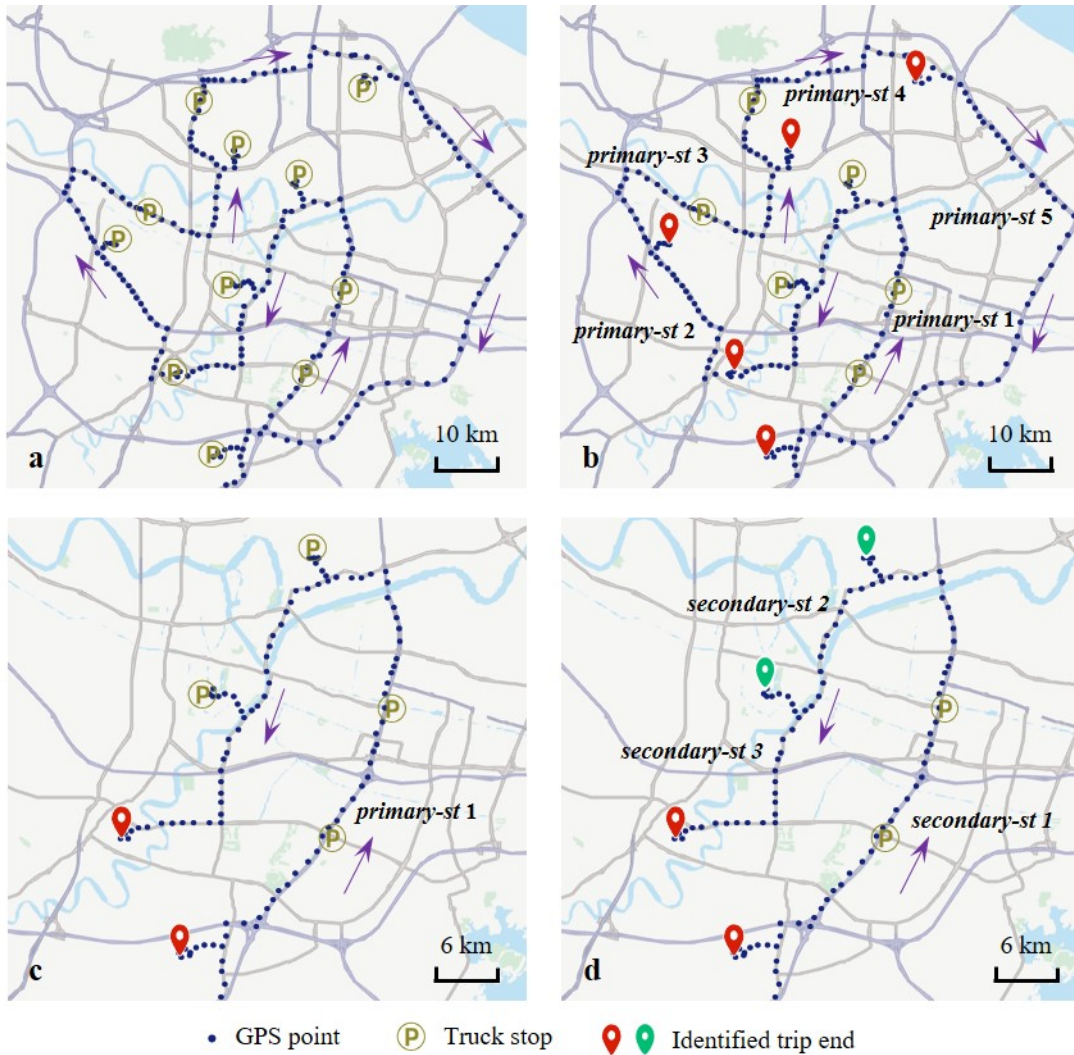 P
P
P
P
P
P
P
P
P
P
P
a
10 km
primary-st 4
P
primary-st 3
P
P
primary-st 5
P
P
primary-st 1
primary-st 2
P
b
10 km
P
P
P
primary-st 1
P
c
6 km
secondary-st 2
P
secondary-st 3
secondary-st 1
P
d
6 km
GPS point
P Truck stop
Identified trip end